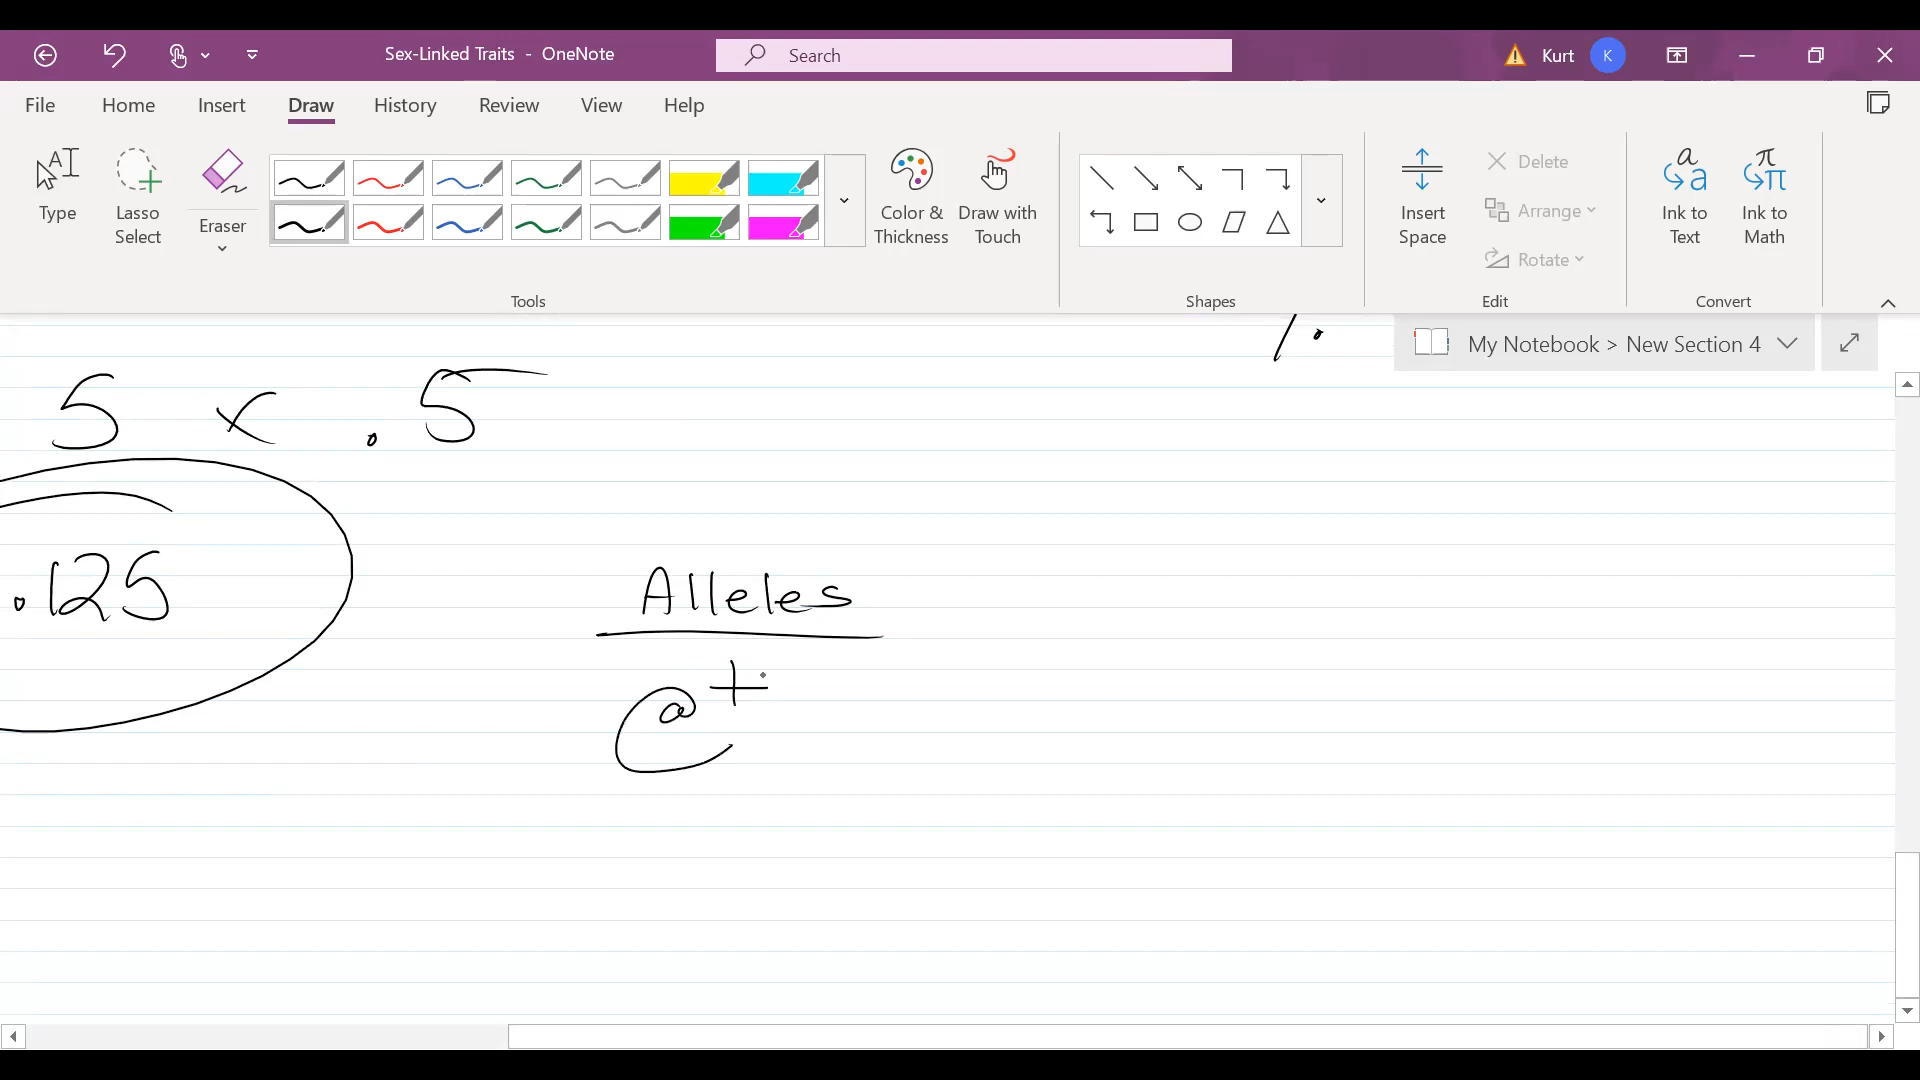 Sex-Linked Traits - OneNote
Search
Kurt
K
File Home Insert Draw History Review View Help
Type
Lasso Select
Eraser
Color & Thickness
Draw with Touch
Insert Space
Delete
Arrange
Rotate
Ink to Text
Ink to Math
Tools
Shapes
Edit
Convert
My Notebook > New Section 4
5 x .5
.125
Alleles
e+